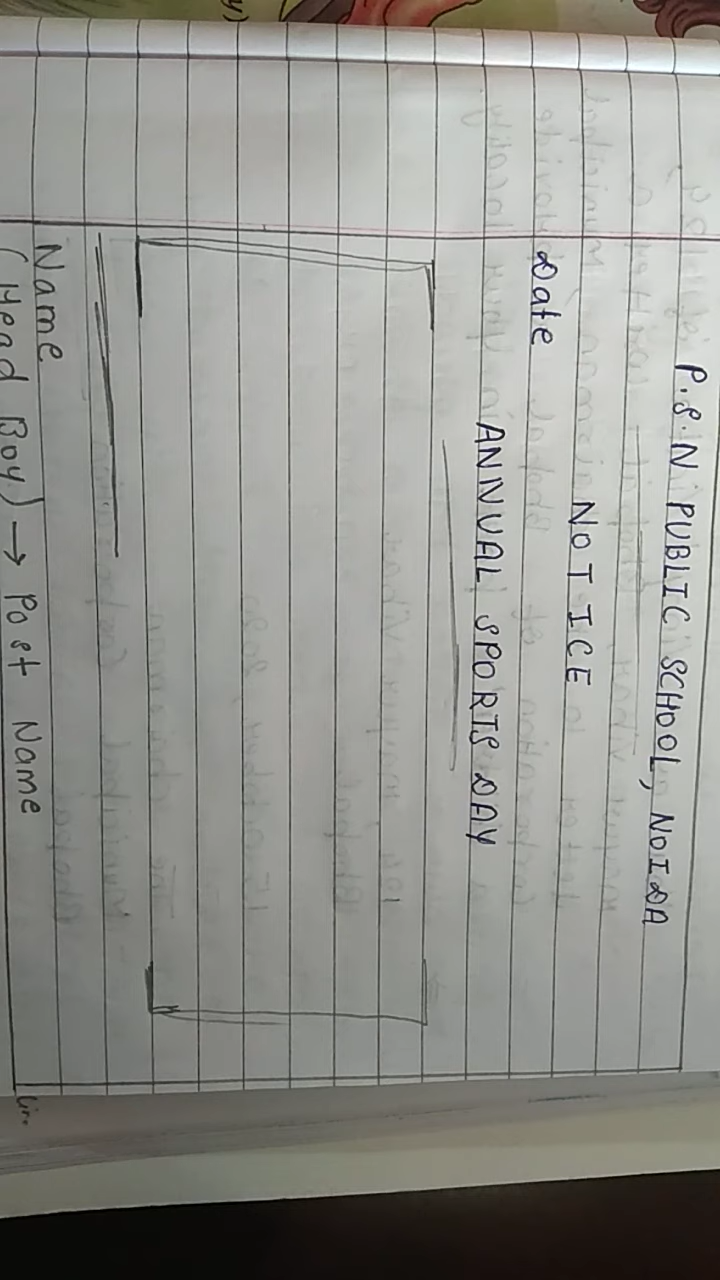 P.S.N PUBLIC SCHOOL, NOIDA
NOTICE
Date
ANNUAL SPORTS DAY
Name
(Head Boy) → Post Name